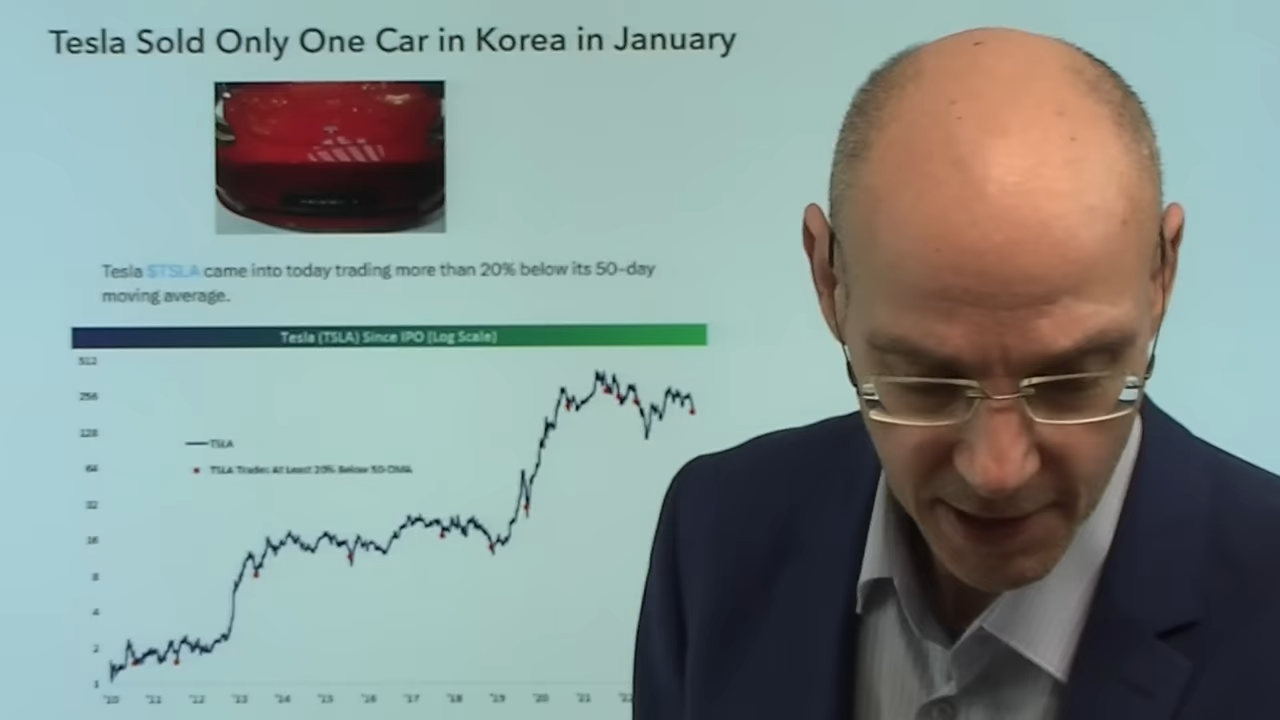 Tesla Sold Only One Car in Korea in January
Tesla $TSLA came into today trading more than 20% below its 50-day
moving average.
Tesla (TSLA) Since IPO (Log Scale)
512
256
128
64
32
16
8
4
2
1
TSLA
TSLA Trades At Least 20% Below 50-DMA
'10 '11 '12 '13 '14 '15 '16 '17 '18 '19 '20 '21 '22